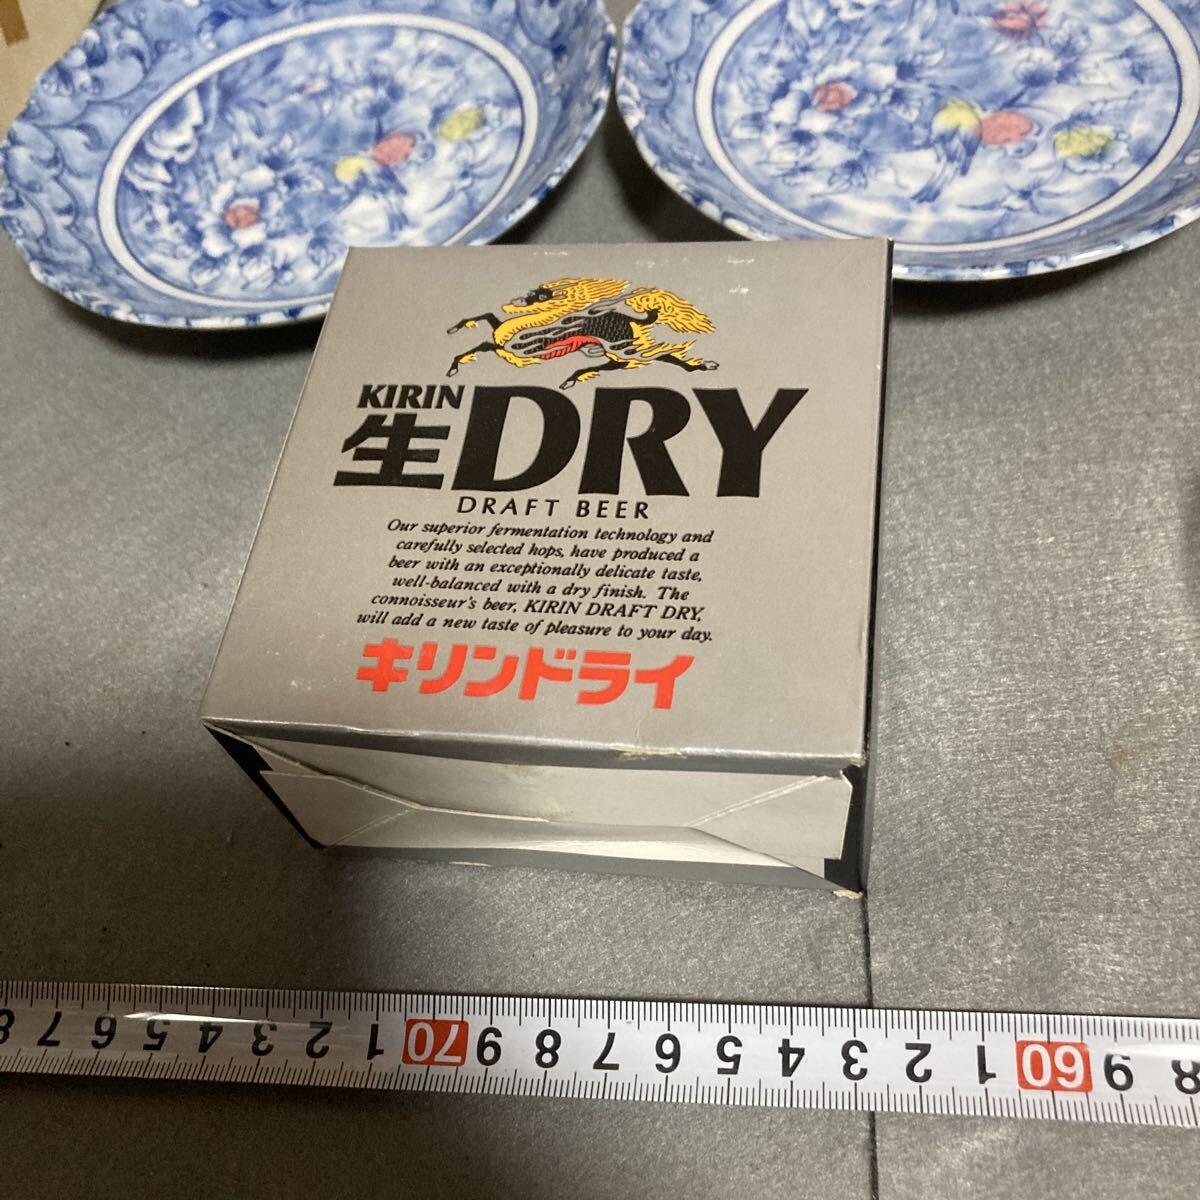 KIRIN
生DRY
DRAFT BEER
Our superior fermentation technology and
carefully selected hops, have produced a
beer with an exceptionally delicate taste,
well-balanced with a dry finish. The
connoisseur's beer, KIRIN DRAFT DRY,
will add a new taste of pleasure to your day.
キリンドライ
8 7 6 5 4 3 2 1 70 9 8 7 6 5 4 3 2 1 60 9 8